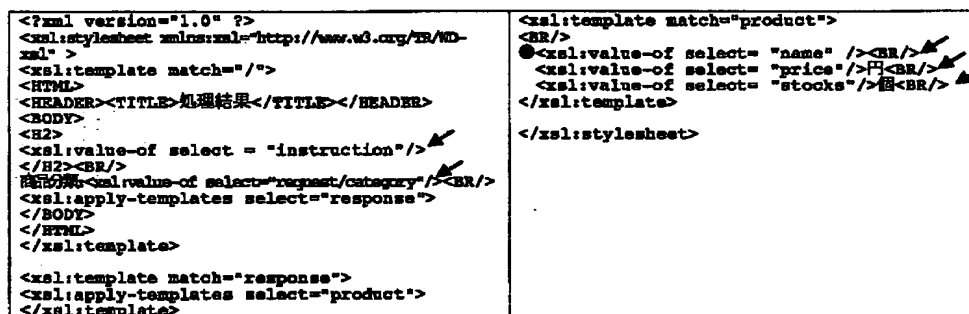 <?xml version="1.0" ?>
<xsl:stylesheet xmlns:xsl="http://www.w3.org/TR/WD-
xsl" >
<xsl:template match="/">
<HTML>
<HEADER><TITLE>処理結果</TITLE></HEADER>
<BODY>
<H2>
<xsl:value-of select = "instruction"/>
</H2><BR/>
商品分類:<xsl:value-of select="request/category"/><BR/>
<xsl:apply-templates select="response">
</BODY>
</HTML>
</xsl:template>
<xsl:template match="response">
<xsl:apply-templates select="product">
</xsl:template>
<xsl:template match="product">
<BR/>
●<xsl:value-of select= "name" /><BR/>
<xsl:value-of select= "price"/>円<BR/>
<xsl:value-of select= "stocks"/>個<BR/>
</xsl:template>
</xsl:stylesheet>